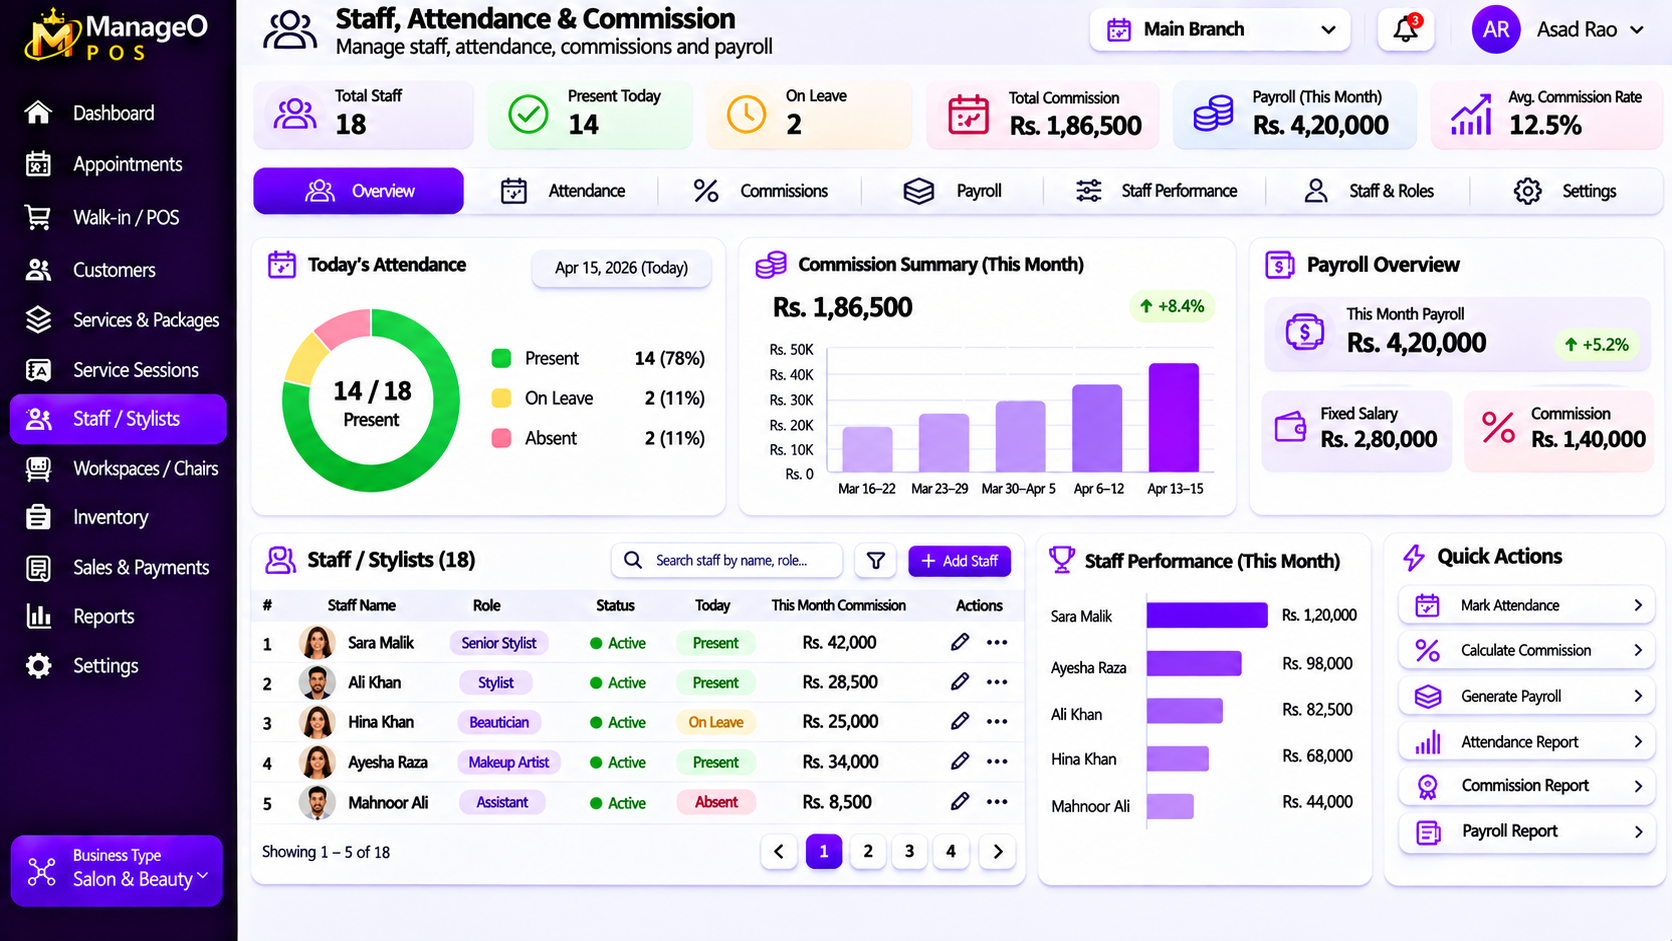 ManageO
POS
Dashboard
Appointments
Walk-in / POS
Customers
Services & Packages
Service Sessions
Staff / Stylists
Workspaces / Chairs
Inventory
Sales & Payments
Reports
Settings
Business Type
Salon & Beauty
Staff, Attendance & Commission
Manage staff, attendance, commissions and payroll
Main Branch
3
AR
Asad Rao
Total Staff
18
Present Today
14
On Leave
2
Total Commission
Rs. 1,86,500
Payroll (This Month)
Rs. 4,20,000
Avg. Commission Rate
12.5%
Overview
Attendance
Commissions
Payroll
Staff Performance
Staff & Roles
Settings
Today's Attendance
Apr 15, 2026 (Today)
14 / 18
Present
Present 14 (78%)
On Leave 2 (11%)
Absent 2 (11%)
Commission Summary (This Month)
Rs. 1,86,500
+8.4%
Rs. 50K
Rs. 40K
Rs. 30K
Rs. 20K
Rs. 10K
Rs. 0
Mar 16–22 Mar 23–29 Mar 30–Apr 5 Apr 6–12 Apr 13–15
Payroll Overview
This Month Payroll
Rs. 4,20,000
+5.2%
Fixed Salary
Rs. 2,80,000
Commission
Rs. 1,40,000
Staff / Stylists (18)
Search staff by name, role...
+ Add Staff
# Staff Name Role Status Today This Month Commission Actions
1 Sara Malik Senior Stylist Active Present Rs. 42,000
2 Ali Khan Stylist Active Present Rs. 28,500
3 Hina Khan Beautician Active On Leave Rs. 25,000
4 Ayesha Raza Makeup Artist Active Present Rs. 34,000
5 Mahnoor Ali Assistant Active Absent Rs. 8,500
Showing 1 – 5 of 18
1 2 3 4
Staff Performance (This Month)
Sara Malik Rs. 1,20,000
Ayesha Raza Rs. 98,000
Ali Khan Rs. 82,500
Hina Khan Rs. 68,000
Mahnoor Ali Rs. 44,000
Quick Actions
Mark Attendance
Calculate Commission
Generate Payroll
Attendance Report
Commission Report
Payroll Report